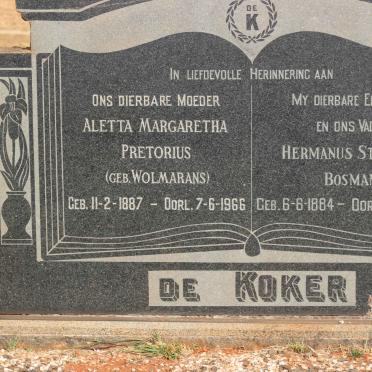 DE
K
IN LIEFDEVOLLE HERINNERING AAN
ONS DIERBARE MOEDER
ALETTA MARGARETHA
PRETORIUS
(GEB. WOLMARANS)
GEB. 11-2-1887 – OORL. 7-6-1966
MY DIERBARE
EN ONS
HERMANUS
BOSMAN
GEB. 6-6-1884 –
DE KOKER